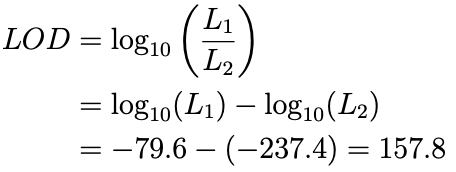 LOD = log₁₀ (L₁ / L₂)
= log₁₀(L₁) − log₁₀(L₂)
= −79.6 − (−237.4) = 157.8